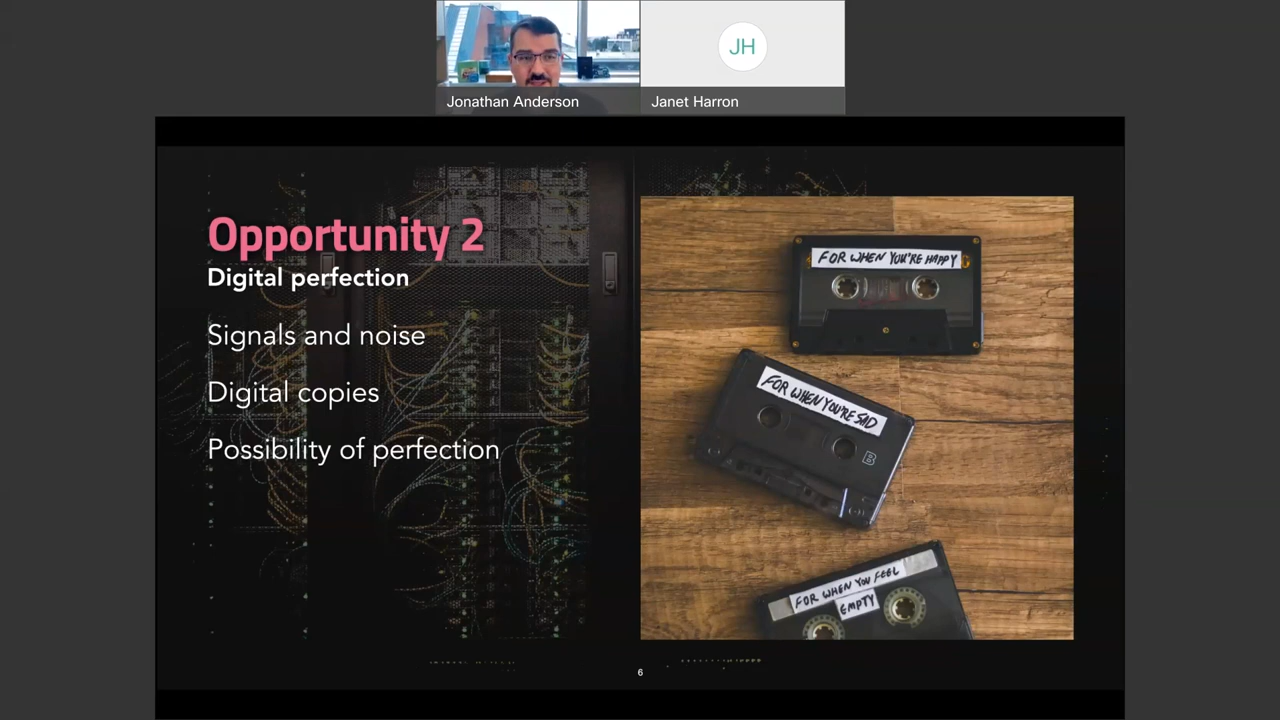 JH
Jonathan Anderson
Janet Harron
Opportunity 2
Digital perfection
Signals and noise
Digital copies
Possibility of perfection
FOR WHEN YOU'RE HAPPY
FOR WHEN YOU'RE SAD
B
FOR WHEN YOU FEEL
EMPTY
6